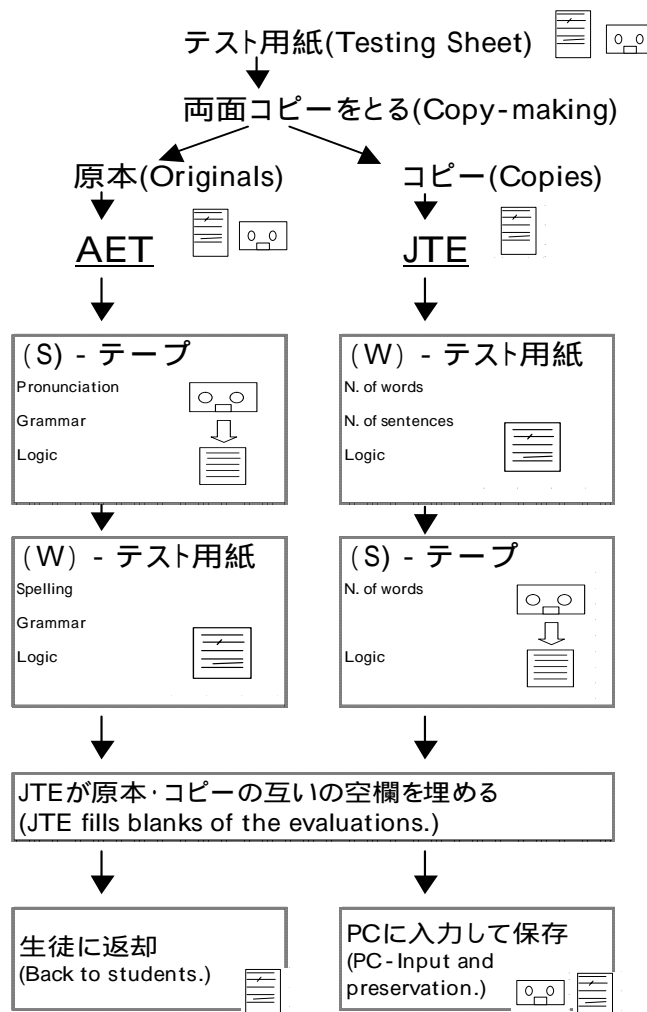 テスト用紙(Testing Sheet)
両面コピーをとる(Copy-making)
原本(Originals)
コピー(Copies)
AET
JTE
(S) - テープ
Pronunciation
Grammar
Logic
(W) - テスト用紙
N. of words
N. of sentences
Logic
(W) - テスト用紙
Spelling
Grammar
Logic
(S) - テープ
N. of words
Logic
JTEが原本・コピーの互いの空欄を埋める
(JTE fills blanks of the evaluations.)
生徒に返却
(Back to students.)
PCに入力して保存
(PC-Input and
preservation.)